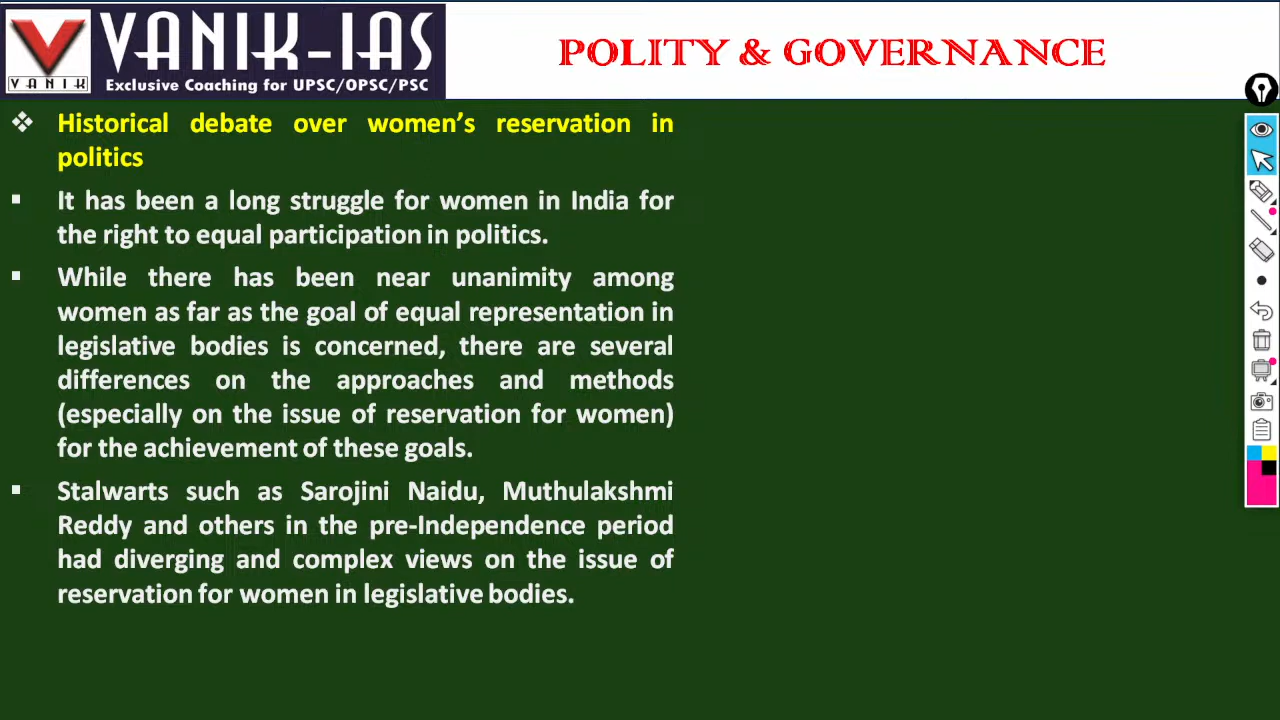 VANIK-IAS
VANIK
Exclusive Coaching for UPSC/OPSC/PSC
POLITY & GOVERNANCE
Historical debate over women's reservation in
politics
It has been a long struggle for women in India for
the right to equal participation in politics.
While there has been near unanimity among
women as far as the goal of equal representation in
legislative bodies is concerned, there are several
differences on the approaches and methods
(especially on the issue of reservation for women)
for the achievement of these goals.
Stalwarts such as Sarojini Naidu, Muthulakshmi
Reddy and others in the pre-Independence period
had diverging and complex views on the issue of
reservation for women in legislative bodies.